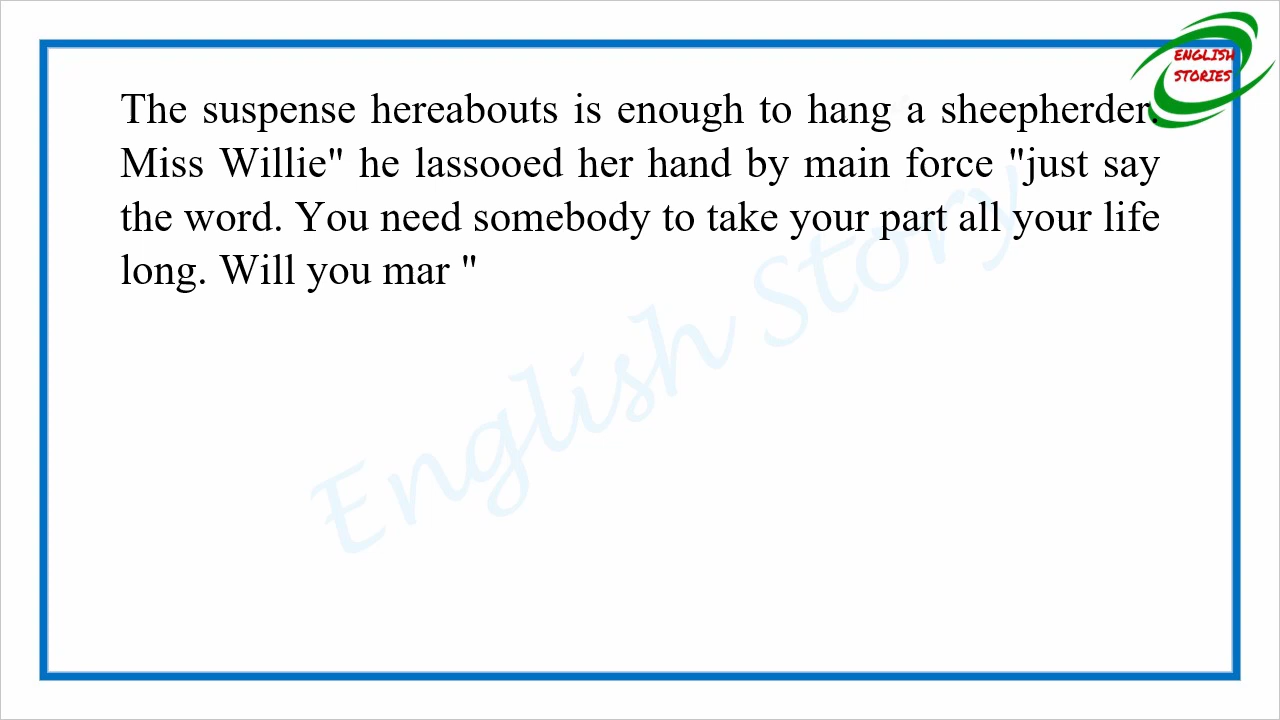 ENGLISH
STORIES
The suspense hereabouts is enough to hang a sheepherder.
Miss Willie" he lassooed her hand by main force "just say
the word. You need somebody to take your part all your life
long. Will you mar "
English Story